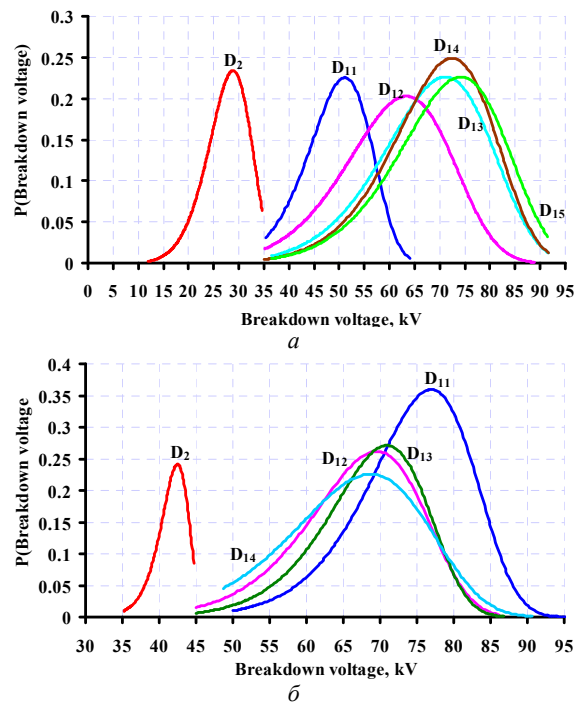 P(Breakdown voltage)
0.3
0.25
0.2
0.15
0.1
0.05
0
D₂
D₁₁
D₁₂
D₁₄
D₁₃
D₁₅
0 5 10 15 20 25 30 35 40 45 50 55 60 65 70 75 80 85 90 95
Breakdown voltage, kV
а
P(Breakdown voltage
0.4
0.35
0.3
0.25
0.2
0.15
0.1
0.05
0
D₂
D₁₄
D₁₂
D₁₃
D₁₁
30 35 40 45 50 55 60 65 70 75 80 85 90 95
Breakdown voltage, kV
б